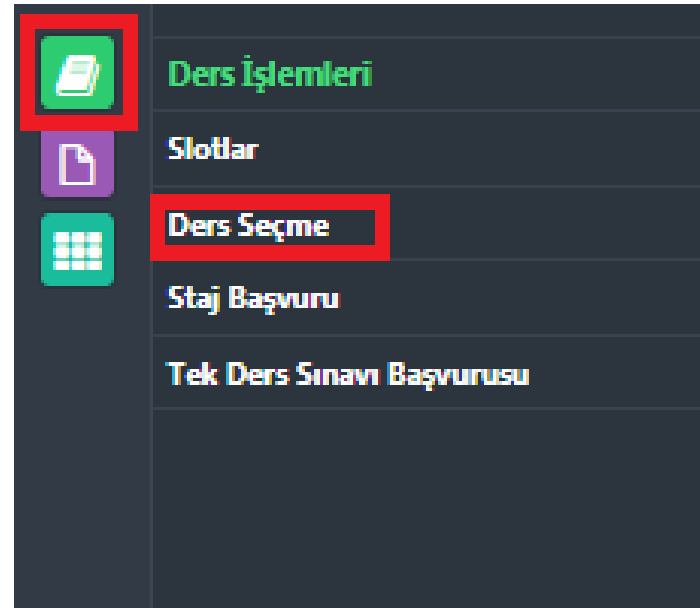 Ders İşlemleri
Slotlar
Ders Seçme
Staj Başvuru
Tek Ders Sınavı Başvurusu